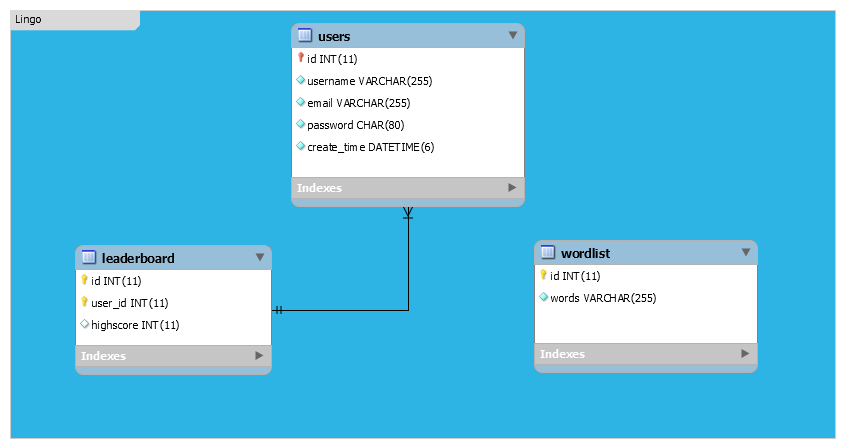 Lingo
users
id INT(11)
username VARCHAR(255)
email VARCHAR(255)
password CHAR(80)
create_time DATETIME(6)
Indexes
leaderboard
id INT(11)
user_id INT(11)
highscore INT(11)
Indexes
wordlist
id INT(11)
words VARCHAR(255)
Indexes